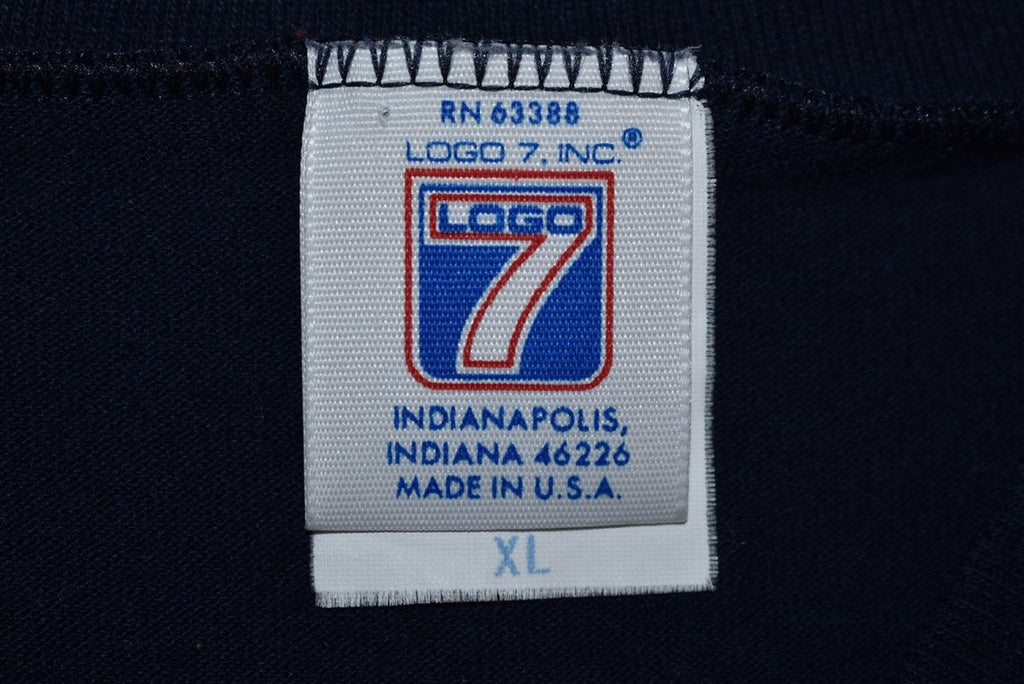 RN 63388
LOGO 7, INC.®
LOGO
7
INDIANAPOLIS,
INDIANA 46226
MADE IN U.S.A.
XL